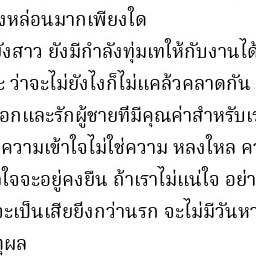 งหล่อนมากเพียงใด
ยังสาว ยังมีกำลังทุ่มเทให้กับงานได้
ะ ว่าจะไม่ยังไงก็ไม่แคล้วคลาดกัน
อกและรักผู้ชายที่มีคุณค่าสำหรับเร
ความเข้าใจไม่ใช่ความ หลงใหล คว
ใจจะอยู่คงยืน ถ้าเราไม่แน่ใจ อย่า
จะเป็นเสียยิ่งกว่านรก จะไม่มีวันหา
ตุผล